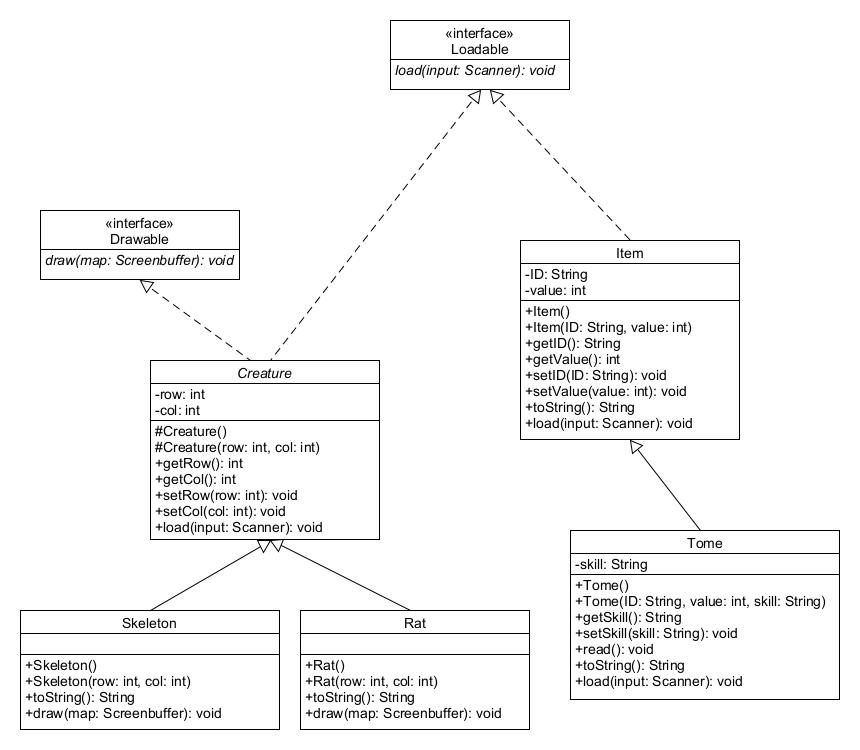 «interface»
Loadable
load(input: Scanner): void
«interface»
Drawable
draw(map: Screenbuffer): void
Item
-ID: String
-value: int
+Item()
+Item(ID: String, value: int)
+getID(): String
+getValue(): int
+setID(ID: String): void
+setValue(value: int): void
+toString(): String
+load(input: Scanner): void
Creature
-row: int
-col: int
#Creature()
#Creature(row: int, col: int)
+getRow(): int
+getCol(): int
+setRow(row: int): void
+setCol(col: int): void
+load(input: Scanner): void
Tome
-skill: String
+Tome()
+Tome(ID: String, value: int, skill: String)
+getSkill(): String
+setSkill(skill: String): void
+read(): void
+toString(): String
+load(input: Scanner): void
Skeleton
+Skeleton()
+Skeleton(row: int, col: int)
+toString(): String
+draw(map: Screenbuffer): void
Rat
+Rat()
+Rat(row: int, col: int)
+toString(): String
+draw(map: Screenbuffer): void